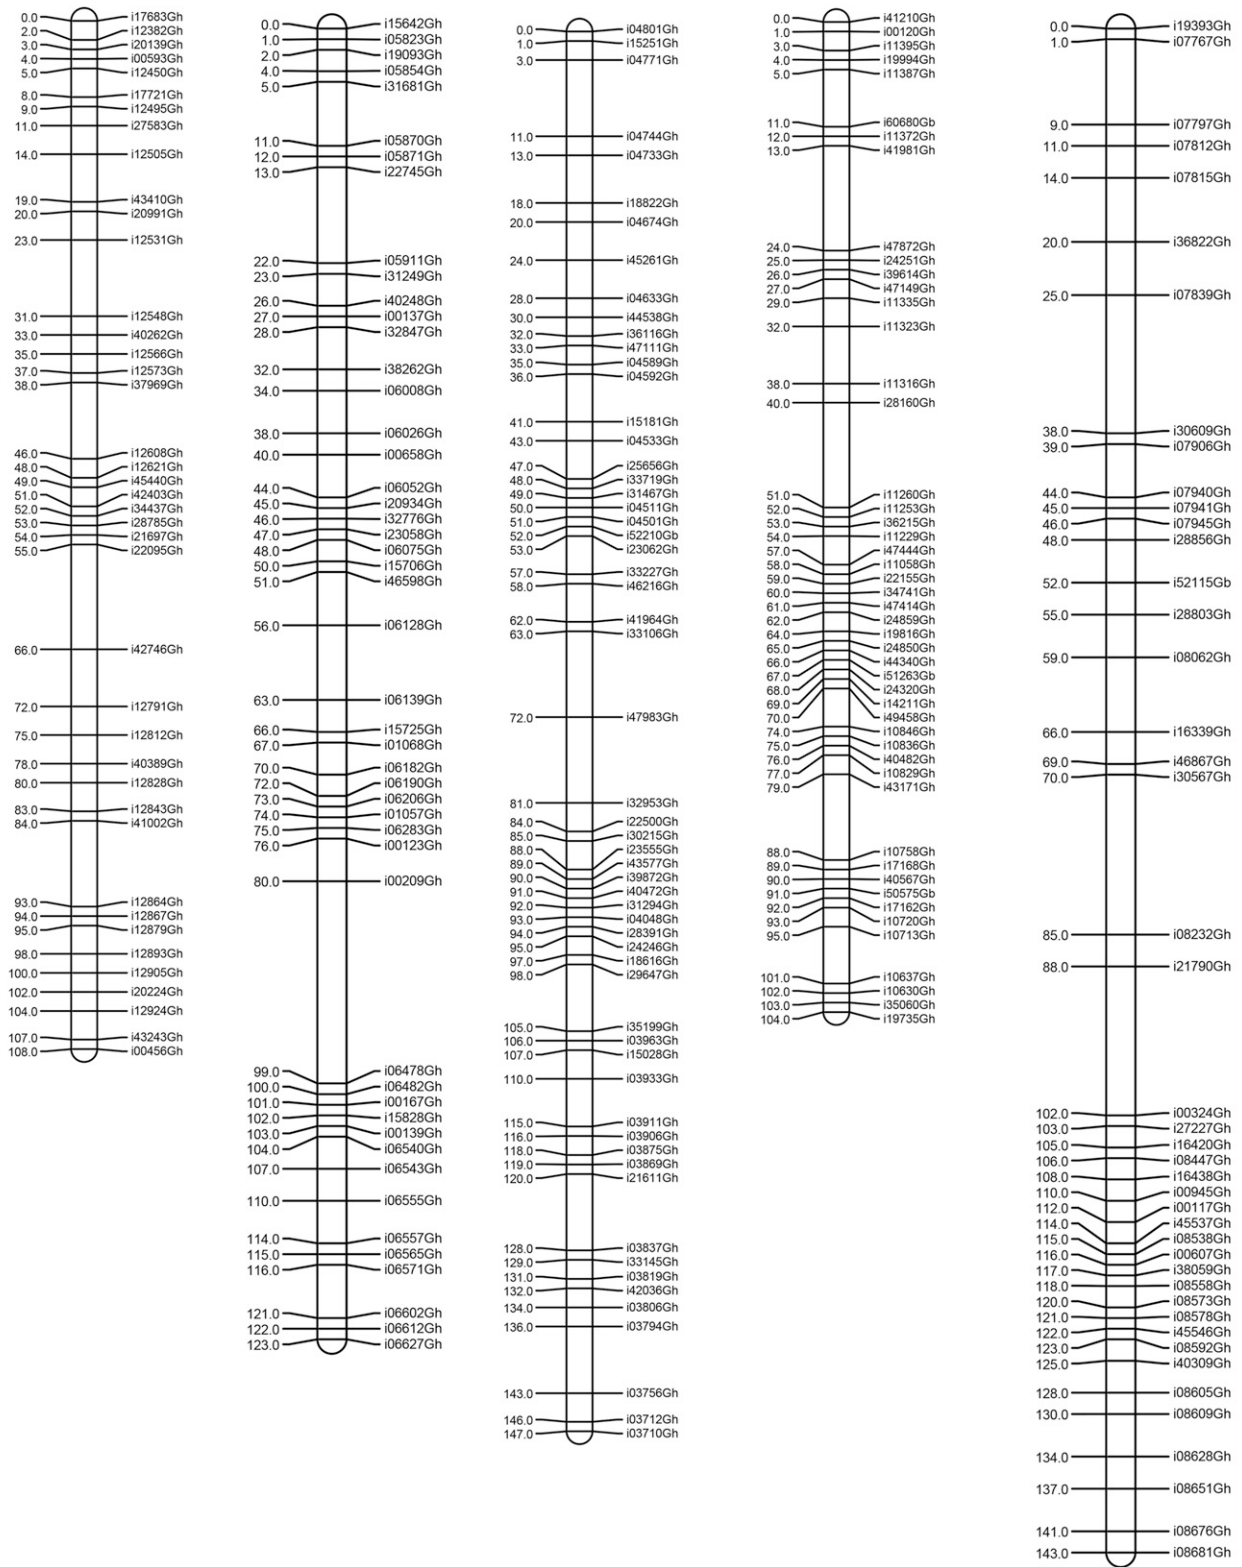 0.0 i17683Gh
2.0 i12382Gh
3.0 i20139Gh
4.0 i00593Gh
5.0 i12450Gh
8.0 i17721Gh
9.0 i12495Gh
11.0 i27583Gh
14.0 i12505Gh
19.0 i43410Gh
20.0 i20991Gh
23.0 i12531Gh
31.0 i12548Gh
33.0 i40262Gh
35.0 i12566Gh
37.0 i12573Gh
38.0 i37969Gh
46.0 i12608Gh
48.0 i12621Gh
49.0 i45440Gh
51.0 i42403Gh
52.0 i34437Gh
53.0 i28785Gh
54.0 i21697Gh
55.0 i22095Gh
66.0 i42746Gh
72.0 i12791Gh
75.0 i12812Gh
78.0 i40389Gh
80.0 i12828Gh
83.0 i12843Gh
84.0 i41002Gh
93.0 i12864Gh
94.0 i12867Gh
95.0 i12879Gh
98.0 i12893Gh
100.0 i12905Gh
102.0 i20224Gh
104.0 i12924Gh
107.0 i43243Gh
108.0 i00456Gh
0.0 i15642Gh
1.0 i05823Gh
2.0 i19093Gh
4.0 i05854Gh
5.0 i31681Gh
11.0 i05870Gh
12.0 i05871Gh
13.0 i22745Gh
22.0 i05911Gh
23.0 i31249Gh
26.0 i40248Gh
27.0 i00137Gh
28.0 i32847Gh
32.0 i38262Gh
34.0 i06008Gh
38.0 i06026Gh
40.0 i00658Gh
44.0 i06052Gh
45.0 i20934Gh
46.0 i32776Gh
47.0 i23058Gh
48.0 i06075Gh
50.0 i15706Gh
51.0 i46598Gh
56.0 i06128Gh
63.0 i06139Gh
66.0 i15725Gh
67.0 i01068Gh
70.0 i06182Gh
72.0 i06190Gh
73.0 i06206Gh
74.0 i01057Gh
75.0 i06283Gh
76.0 i00123Gh
80.0 i00209Gh
99.0 i06478Gh
100.0 i06482Gh
101.0 i00167Gh
102.0 i15828Gh
103.0 i00139Gh
104.0 i06540Gh
107.0 i06543Gh
110.0 i06555Gh
114.0 i06557Gh
115.0 i06565Gh
116.0 i06571Gh
121.0 i06602Gh
122.0 i06612Gh
123.0 i06627Gh
0.0 i04801Gh
1.0 i15251Gh
3.0 i04771Gh
11.0 i04744Gh
13.0 i04733Gh
18.0 i18822Gh
20.0 i04674Gh
24.0 i45261Gh
28.0 i04633Gh
30.0 i44538Gh
32.0 i36116Gh
33.0 i47111Gh
35.0 i04589Gh
36.0 i04592Gh
41.0 i15181Gh
43.0 i04533Gh
47.0 i25656Gh
48.0 i33719Gh
49.0 i31467Gh
50.0 i04511Gh
51.0 i04501Gh
52.0 i52210Gb
53.0 i23062Gh
57.0 i33227Gh
58.0 i46216Gh
62.0 i41964Gh
63.0 i33106Gh
72.0 i47983Gh
81.0 i32953Gh
84.0 i22500Gh
85.0 i30215Gh
88.0 i23555Gh
89.0 i43577Gh
90.0 i39872Gh
91.0 i40472Gh
92.0 i31294Gh
93.0 i04048Gh
94.0 i28391Gh
95.0 i24246Gh
97.0 i18616Gh
98.0 i29647Gh
105.0 i35199Gh
106.0 i03963Gh
107.0 i15028Gh
110.0 i03933Gh
115.0 i03911Gh
116.0 i03906Gh
118.0 i03875Gh
119.0 i03869Gh
120.0 i21611Gh
128.0 i03837Gh
129.0 i33145Gh
131.0 i03819Gh
132.0 i42036Gh
134.0 i03806Gh
136.0 i03794Gh
143.0 i03756Gh
146.0 i03712Gh
147.0 i03710Gh
0.0 i41210Gh
1.0 i00120Gh
3.0 i11395Gh
4.0 i19994Gh
5.0 i11387Gh
11.0 i60680Gb
12.0 i11372Gh
13.0 i41981Gh
24.0 i47872Gh
25.0 i24251Gh
26.0 i39614Gh
27.0 i47149Gh
29.0 i11335Gh
32.0 i11323Gh
38.0 i11316Gh
40.0 i28160Gh
51.0 i11260Gh
52.0 i11253Gh
53.0 i36215Gh
54.0 i11229Gh
57.0 i47444Gh
58.0 i11058Gh
59.0 i22155Gh
60.0 i34741Gh
61.0 i47414Gh
62.0 i24859Gh
64.0 i19816Gh
65.0 i24850Gh
66.0 i44340Gh
67.0 i51263Gb
68.0 i24320Gh
69.0 i14211Gh
70.0 i49458Gh
74.0 i10846Gh
75.0 i10836Gh
76.0 i40482Gh
77.0 i10829Gh
79.0 i43171Gh
88.0 i10758Gh
89.0 i17168Gh
90.0 i40567Gh
91.0 i50575Gb
92.0 i17162Gh
93.0 i10720Gh
95.0 i10713Gh
101.0 i10637Gh
102.0 i10630Gh
103.0 i35060Gh
104.0 i19735Gh
0.0 i19393Gh
1.0 i07767Gh
9.0 i07797Gh
11.0 i07812Gh
14.0 i07815Gh
20.0 i36822Gh
25.0 i07839Gh
38.0 i30609Gh
39.0 i07906Gh
44.0 i07940Gh
45.0 i07941Gh
46.0 i07945Gh
48.0 i28856Gh
52.0 i52115Gb
55.0 i28803Gh
59.0 i08062Gh
66.0 i16339Gh
69.0 i46867Gh
70.0 i30567Gh
85.0 i08232Gh
88.0 i21790Gh
102.0 i00324Gh
103.0 i27227Gh
105.0 i16420Gh
106.0 i08447Gh
108.0 i16438Gh
110.0 i00945Gh
112.0 i00117Gh
114.0 i45537Gh
115.0 i08538Gh
116.0 i00607Gh
117.0 i38059Gh
118.0 i08558Gh
120.0 i08573Gh
121.0 i08578Gh
122.0 i45546Gh
123.0 i08592Gh
125.0 i40309Gh
128.0 i08605Gh
130.0 i08609Gh
134.0 i08628Gh
137.0 i08651Gh
141.0 i08676Gh
143.0 i08681Gh